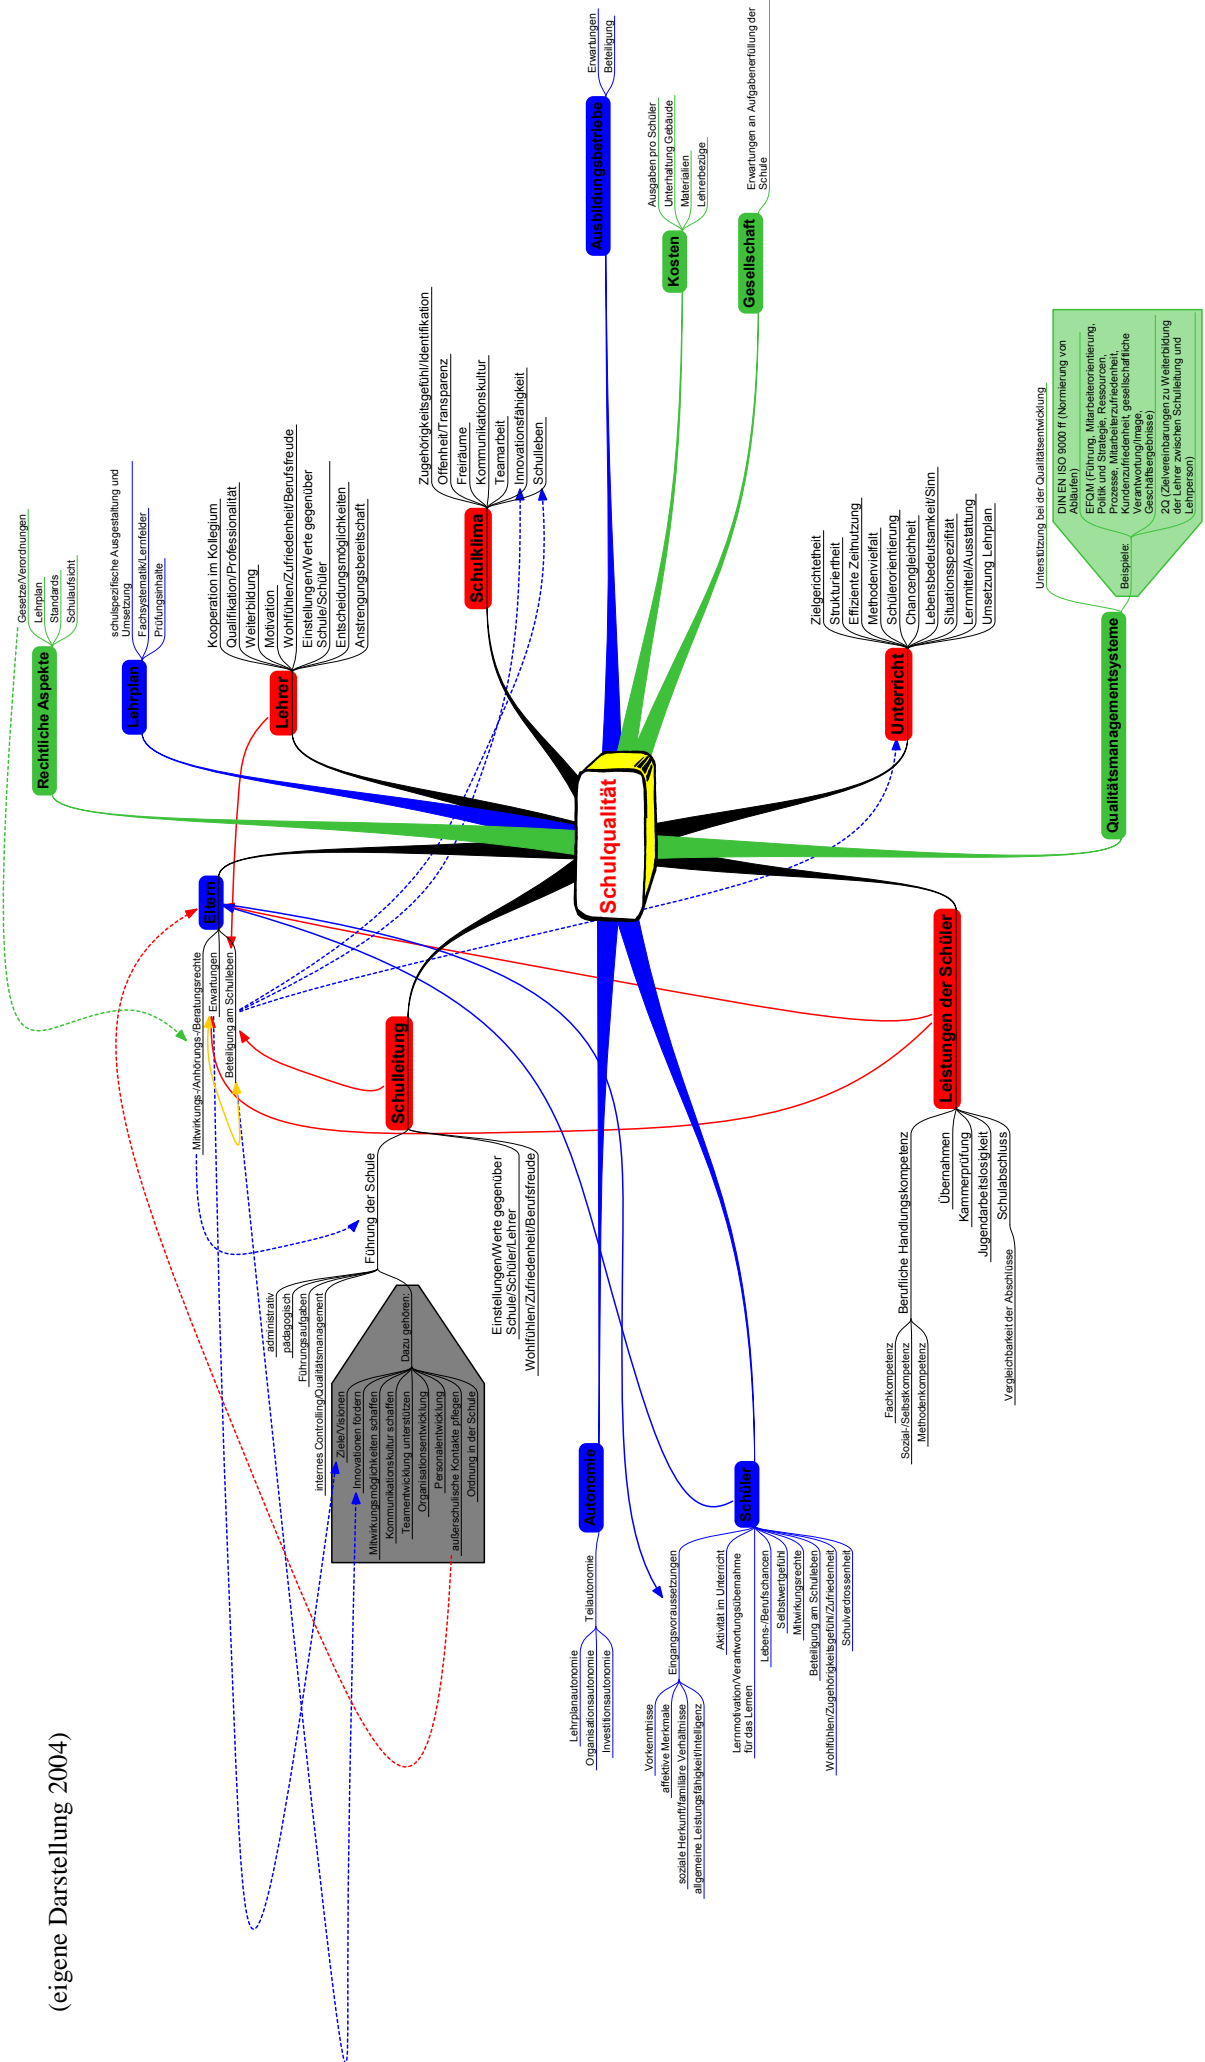 (eigene Darstellung 2004)
Schulqualität
Rechtliche Aspekte
Gesetze/Verordnungen
Lehrplan
Standards
Schulaufsicht
Lehrplan
schulspezifische Ausgestaltung und
Umsetzung
Fachsystematik/Lernfelder
Prüfungsinhalte
Lehrer
Kooperation im Kollegium
Qualifikation/Professionalität
Weiterbildung
Motivation
Wohlfühlen/Zufriedenheit/Berufsfreude
Einstellungen/Werte gegenüber
Schule/Schüler
Entscheidungsmöglichkeiten
Anstrengungsbereitschaft
Schulklima
Zugehörigkeitsgefühl/Identifikation
Offenheit/Transparenz
Freiräume
Kommunikationskultur
Teamarbeit
Innovationsfähigkeit
Schulleben
Ausbildungsbetriebe
Erwartungen
Beteiligung
Kosten
Ausgaben pro Schüler
Unterhaltung Gebäude
Materialien
Lehrerbezüge
Gesellschaft
Erwartungen an Aufgabenerfüllung der
Schule
Unterricht
Zielgerichtetheit
Strukturiertheit
Effiziente Zeitnutzung
Methodenvielfalt
Schülerorientierung
Chancengleichheit
Lebensbedeutsamkeit/Sinn
Situationsspezifität
Lernmittel/Ausstattung
Umsetzung Lehrplan
Qualitätsmanagementsysteme
Unterstützung bei der Qualitätsentwicklung
Beispiele:
DIN EN ISO 9000 ff (Normierung von
Abläufen)
EFQM (Führung, Mitarbeiterorientierung,
Politik und Strategie, Ressourcen,
Prozesse, Mitarbeiterzufriedenheit,
Kundenzufriedenheit, gesellschaftliche
Verantwortung/Image,
Geschäftsergebnisse)
2Q (Zielvereinbarungen zu Weiterbildung
der Lehrer zwischen Schulleitung und
Lehrperson)
Eltern
Mitwirkungs-/Anhörungs-/Beratungsrechte
Erwartungen
Beteiligung am Schulleben
Schulleitung
Führung der Schule
administrativ
pädagogisch
Führungsaufgaben
internes Controlling/Qualitätsmanagement
Dazu gehören:
Ziele/Visionen
Innovationen fördern
Mitwirkungsmöglichkeiten schaffen
Kommunikationskultur schaffen
Teamentwicklung unterstützen
Organisationsentwicklung
Personalentwicklung
außerschulische Kontakte pflegen
Ordnung in der Schule
Einstellungen/Werte gegenüber
Schule/Schüler/Lehrer
Wohlfühlen/Zufriedenheit/Berufsfreude
Autonomie
Teilautonomie
Lehrplanautonomie
Organisationsautonomie
Investitionsautonomie
Schüler
Eingangsvoraussetzungen
Vorkenntnisse
affektive Merkmale
soziale Herkunft/familiäre Verhältnisse
allgemeine Leistungsfähigkeit/Intelligenz
Aktivität im Unterricht
Lernmotivation/Verantwortungsübernahme
für das Lernen
Lebens-/Berufschancen
Selbstwertgefühl
Mitwirkungsrechte
Beteiligung am Schulleben
Wohlfühlen/Zugehörigkeitsgefühl/Zufriedenheit
Schulverdrossenheit
Leistungen der Schüler
Berufliche Handlungskompetenz
Fachkompetenz
Sozial-/Selbstkompetenz
Methodenkompetenz
Übernahmen
Kammerprüfung
Jugendarbeitslosigkeit
Schulabschluss
Vergleichbarkeit der Abschlüsse